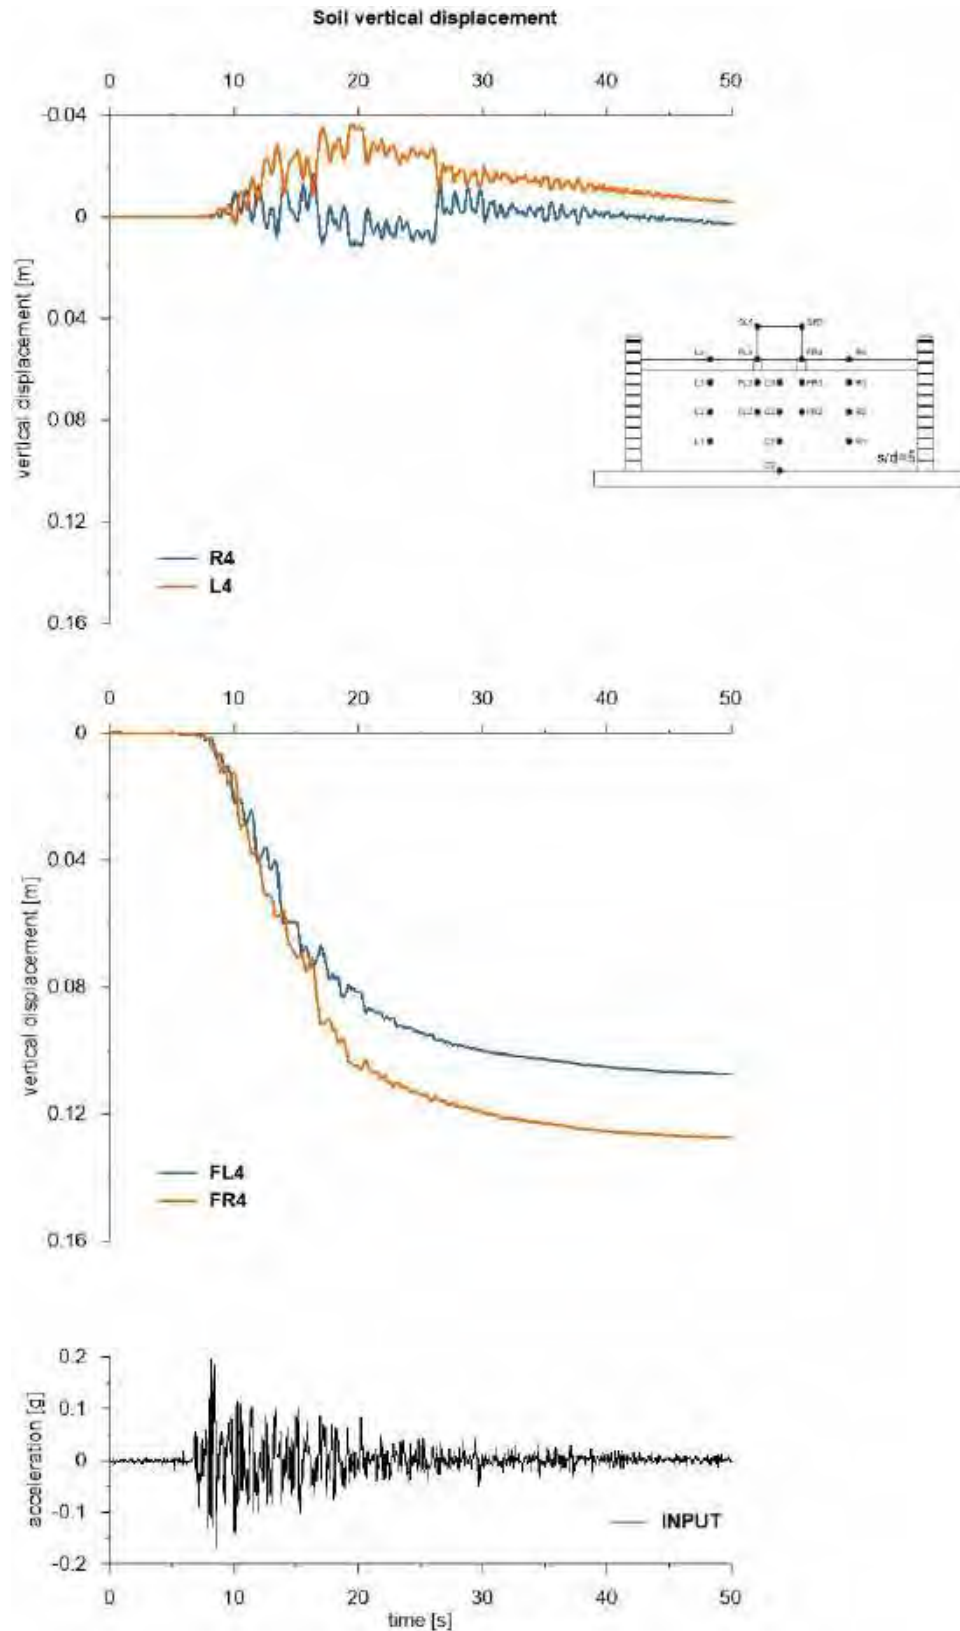 Soil vertical displacement
0 10 20 30 40 50
-0.04
0
0.04
0.08
0.12
0.16
vertical displacement [m]
s/d=5
R4
L4
0 10 20 30 40 50
0
0.04
0.08
0.12
0.16
vertical displacement [m]
FL4
FR4
0.2
0.1
0
-0.1
-0.2
acceleration [g]
INPUT
0 10 20 30 40 50
time [s]